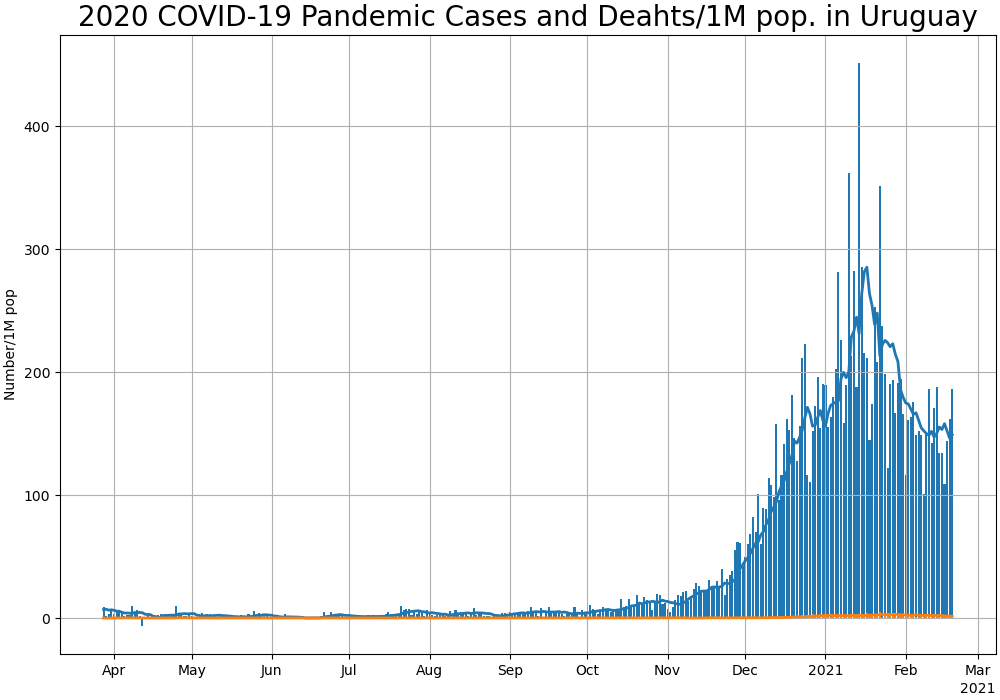 2020 COVID-19 Pandemic Cases and Deahts/1M pop. in Uruguay
Number/1M pop
400
300
200
100
0
Apr May Jun Jul Aug Sep Oct Nov Dec 2021 Feb Mar
2021